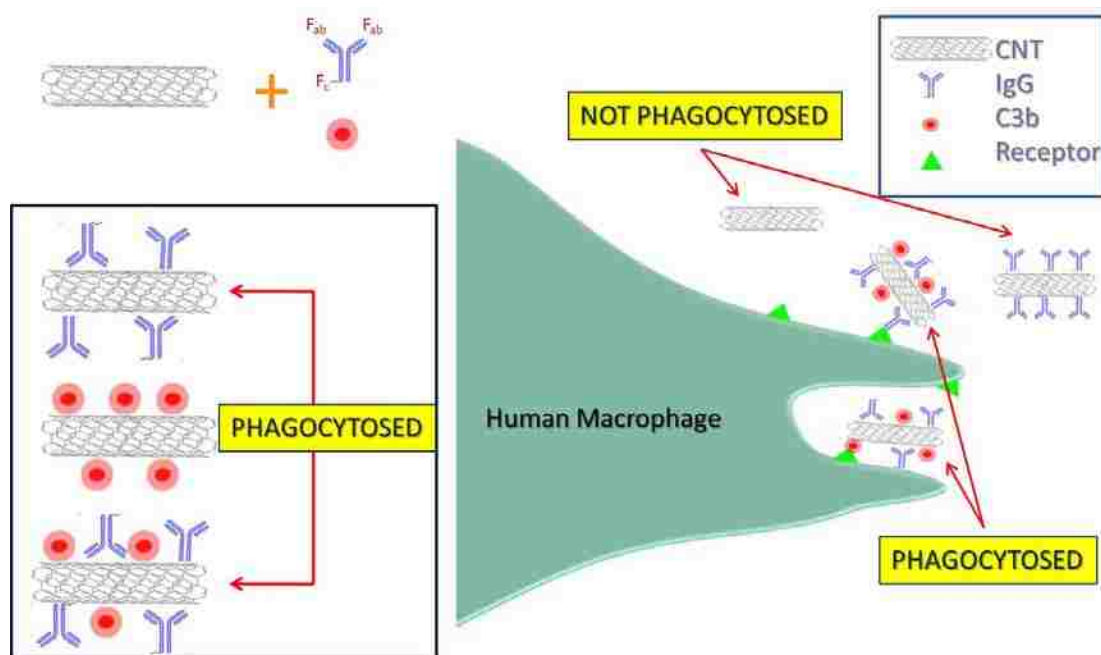 Fab
Fab
Fc
CNT
IgG
C3b
Receptor
NOT PHAGOCYTOSED
PHAGOCYTOSED
Human Macrophage
PHAGOCYTOSED